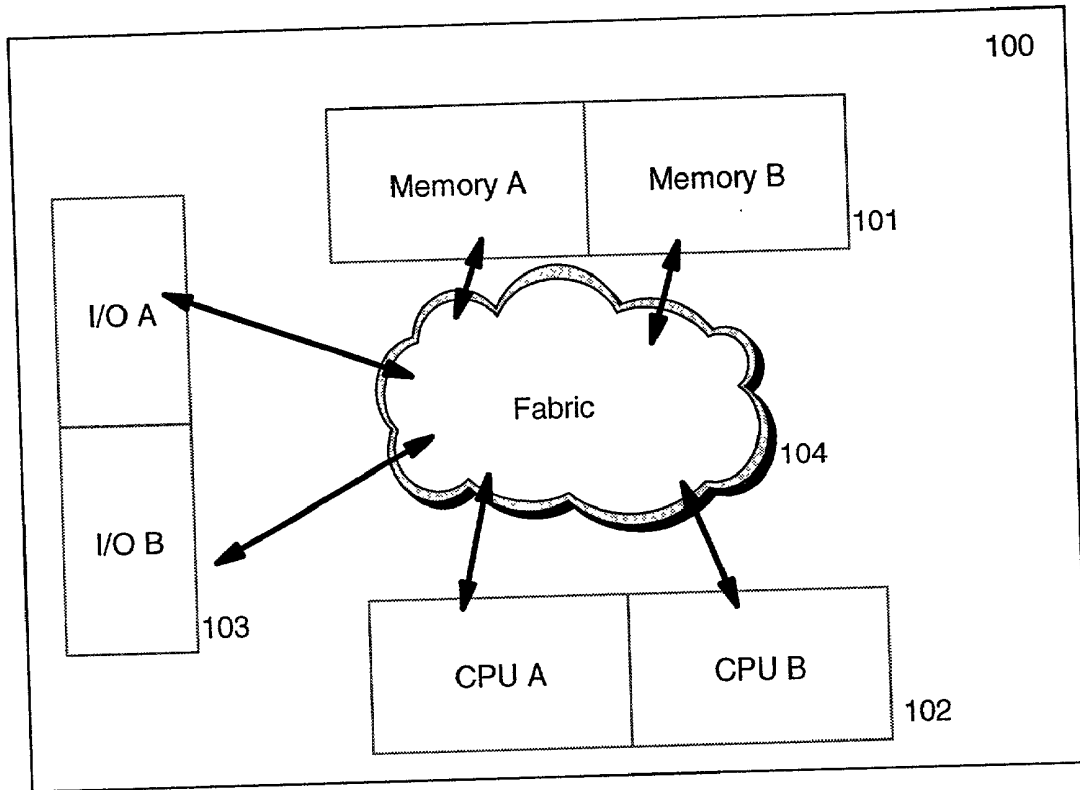 100
Memory A
Memory B
101
I/O A
Fabric
104
I/O B
103
CPU A
CPU B
102